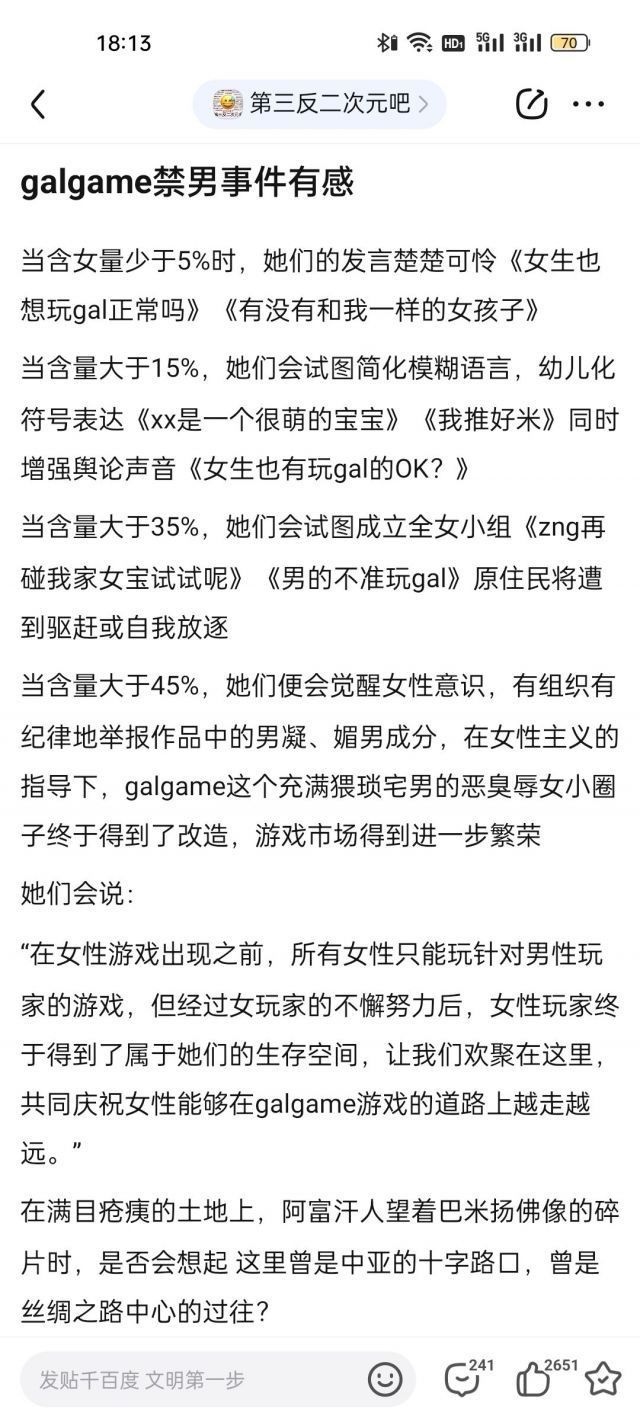 18:13
HD1 5G 3G 70
第三反二次元吧
galgame禁男事件有感
当含女量少于5%时，她们的发言楚楚可怜《女生也
想玩gal正常吗》《有没有和我一样的女孩子》
当含量大于15%，她们会试图简化模糊语言，幼儿化
符号表达《xx是一个很萌的宝宝》《我推好米》同时
增强舆论声音《女生也有玩gal的OK？》
当含量大于35%，她们会试图成立全女小组《zng再
碰我家女宝试试呢》《男的不准玩gal》原住民将遭
到驱赶或自我放逐
当含量大于45%，她们便会觉醒女性意识，有组织有
纪律地举报作品中的男凝、媚男成分，在女性主义的
指导下，galgame这个充满猥琐宅男的恶臭辱女小圈
子终于得到了改造，游戏市场得到进一步繁荣
她们会说：
“在女性游戏出现之前，所有女性只能玩针对男性玩
家的游戏，但经过女玩家的不懈努力后，女性玩家终
于得到了属于她们的生存空间，让我们欢聚在这里，
共同庆祝女性能够在galgame游戏的道路上越走越
远。”
在满目疮痍的土地上，阿富汗人望着巴米扬佛像的碎
片时，是否会想起 这里曾是中亚的十字路口，曾是
丝绸之路中心的过往？
发贴千百度 文明第一步
241 2651